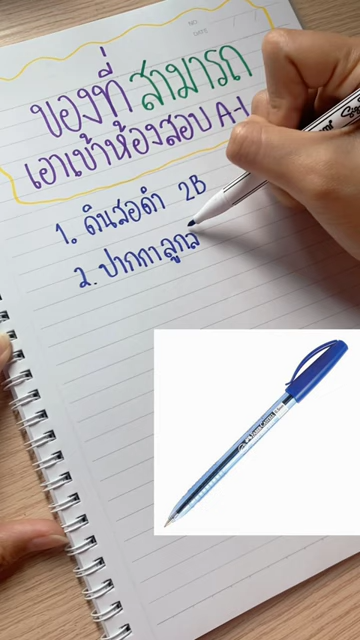 ของที่สามารถ
เอาเข้าห้องสอบ A-l
1. ดินสอดำ 2B
2. ปากกาลูกล